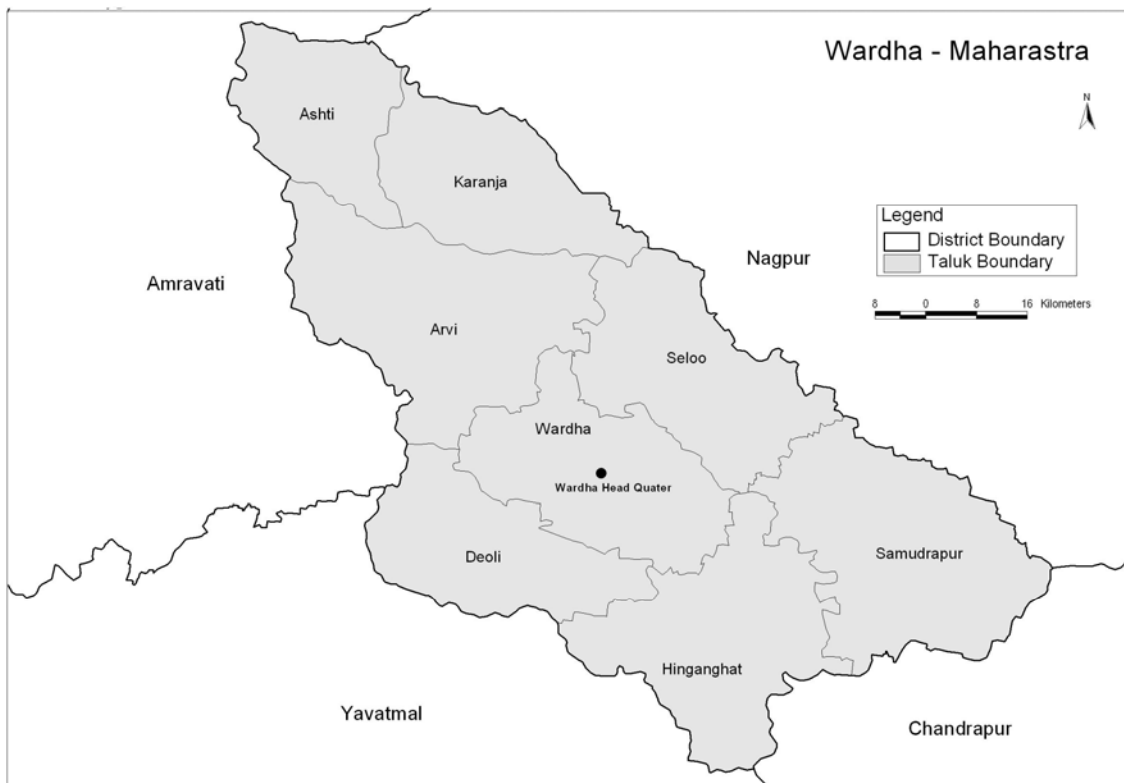 Wardha - Maharastra
N
Ashti
Karanja
Legend
District Boundary
Taluk Boundary
Nagpur
Amravati
8 0 8 16 Kilometers
Arvi
Seloo
Wardha
Wardha Head Quater
Deoli
Samudrapur
Hinganghat
Yavatmal
Chandrapur